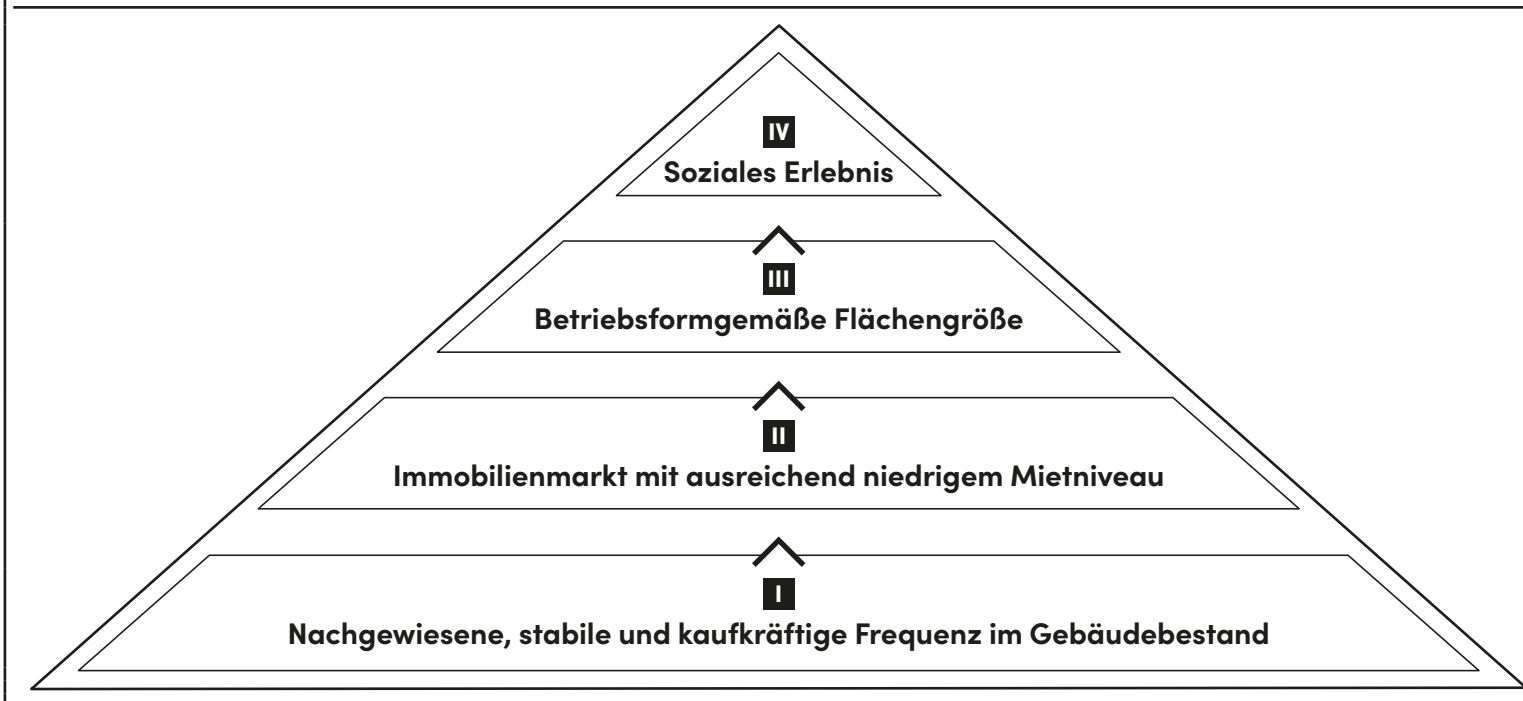 IV
Soziales Erlebnis
III
Betriebsformgemäße Flächengröße
II
Immobilienmarkt mit ausreichend niedrigem Mietniveau
I
Nachgewiesene, stabile und kaufkräftige Frequenz im Gebäudebestand